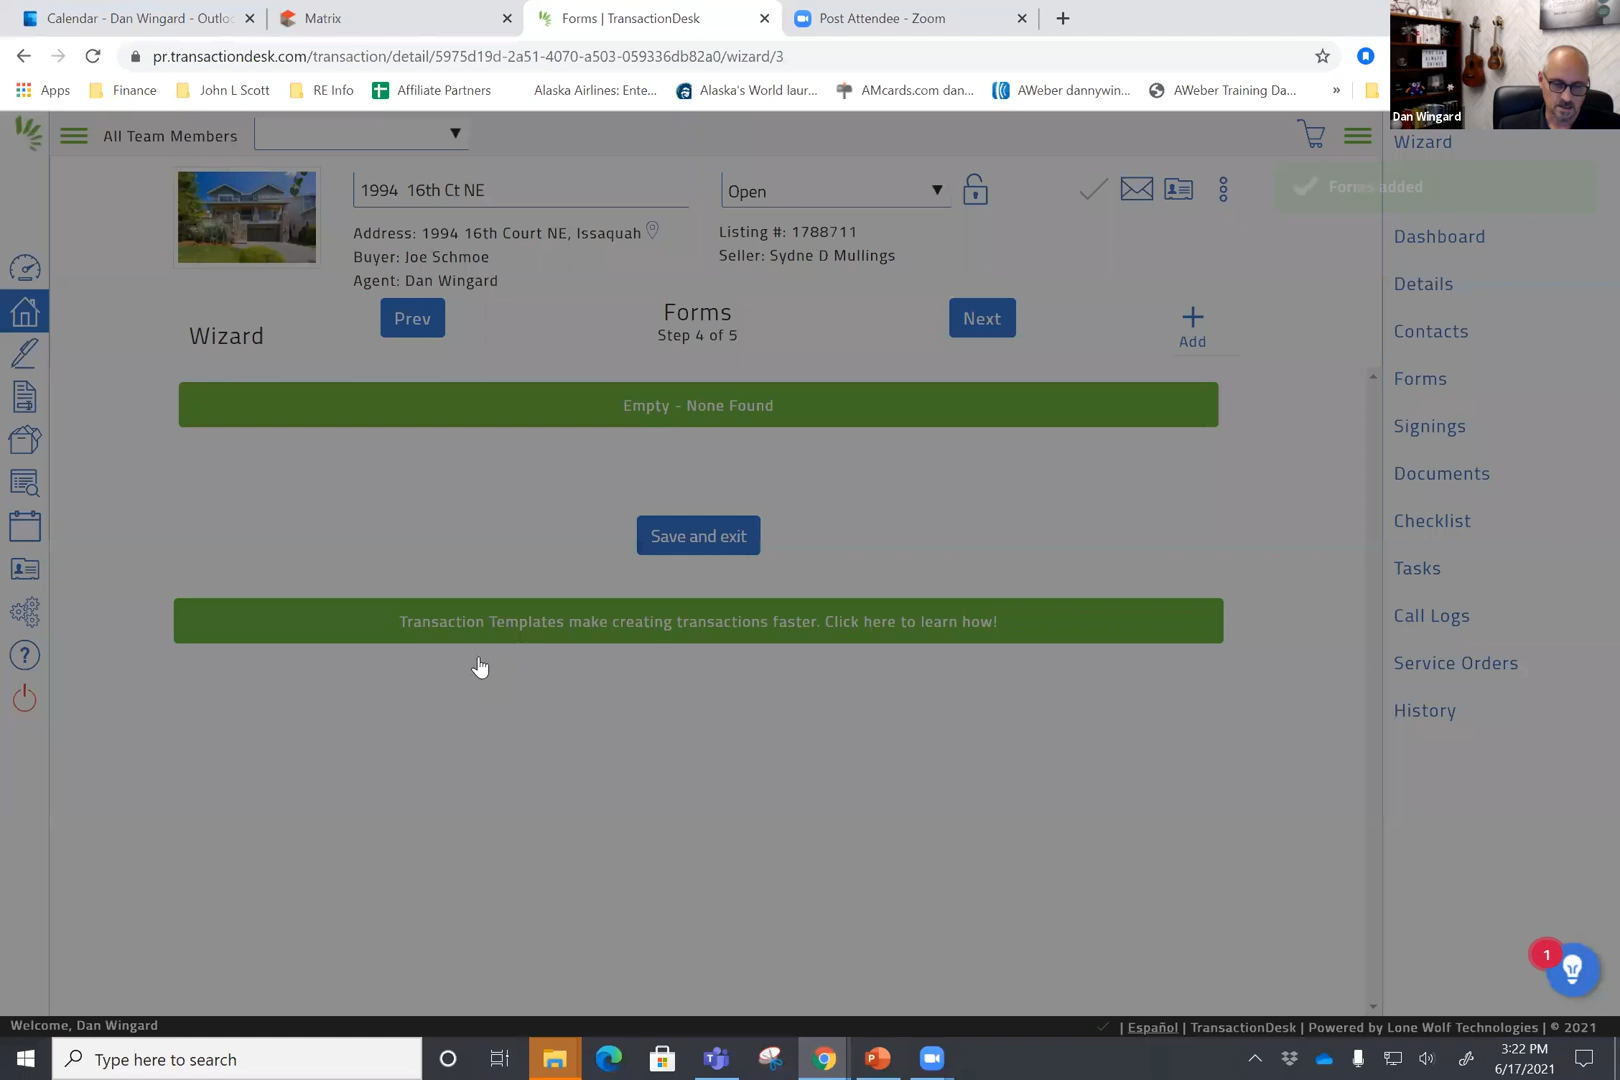 Calendar - Dan Wingard - Outlo
Matrix
Forms | TransactionDesk
Post Attendee - Zoom
pr.transactiondesk.com/transaction/detail/5975d19d-2a51-4070-a503-059336db82a0/wizard/3
Apps
Finance
John L Scott
RE Info
Affiliate Partners
Alaska Airlines: Ente...
Alaska's World laur...
AMcards.com dan...
AWeber dannywin...
AWeber Training Da...
»
Dan Wingard
All Team Members
Wizard
Forms added
1994 16th Ct NE
Open
Address: 1994 16th Court NE, Issaquah
Buyer: Joe Schmoe
Agent: Dan Wingard
Listing #: 1788711
Seller: Sydne D Mullings
Wizard
Prev
Forms
Step 4 of 5
Next
Add
Empty - None Found
Save and exit
Transaction Templates make creating transactions faster. Click here to learn how!
Dashboard
Details
Contacts
Forms
Signings
Documents
Checklist
Tasks
Call Logs
Service Orders
History
1
Welcome, Dan Wingard
| Español | TransactionDesk | Powered by Lone Wolf Technologies | © 2021
Type here to search
3:22 PM
6/17/2021